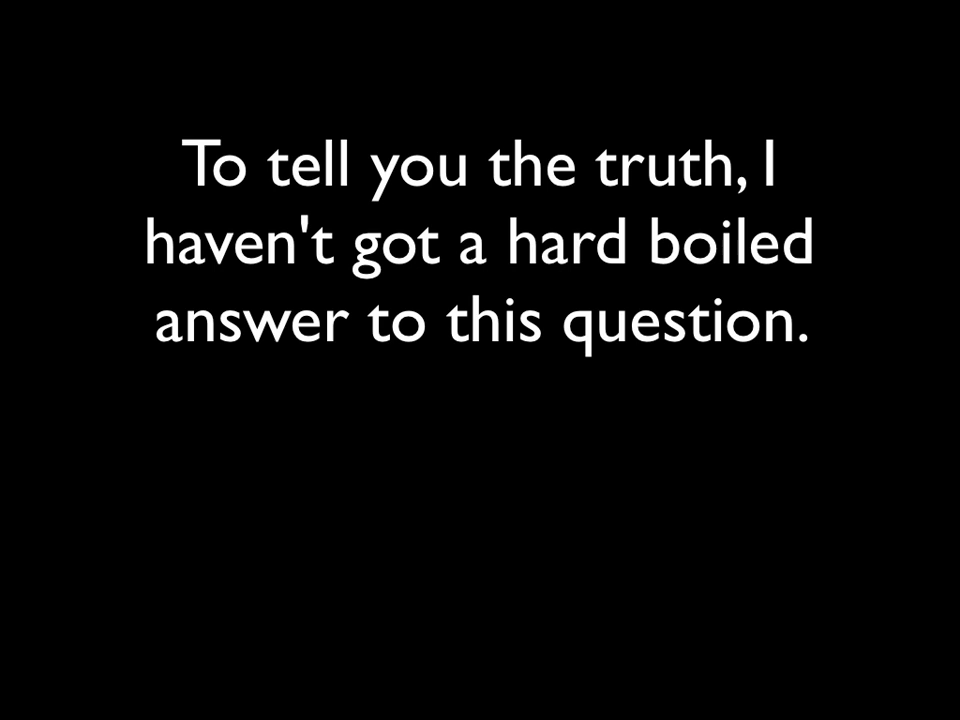 To tell you the truth, I
haven't got a hard boiled
answer to this question.